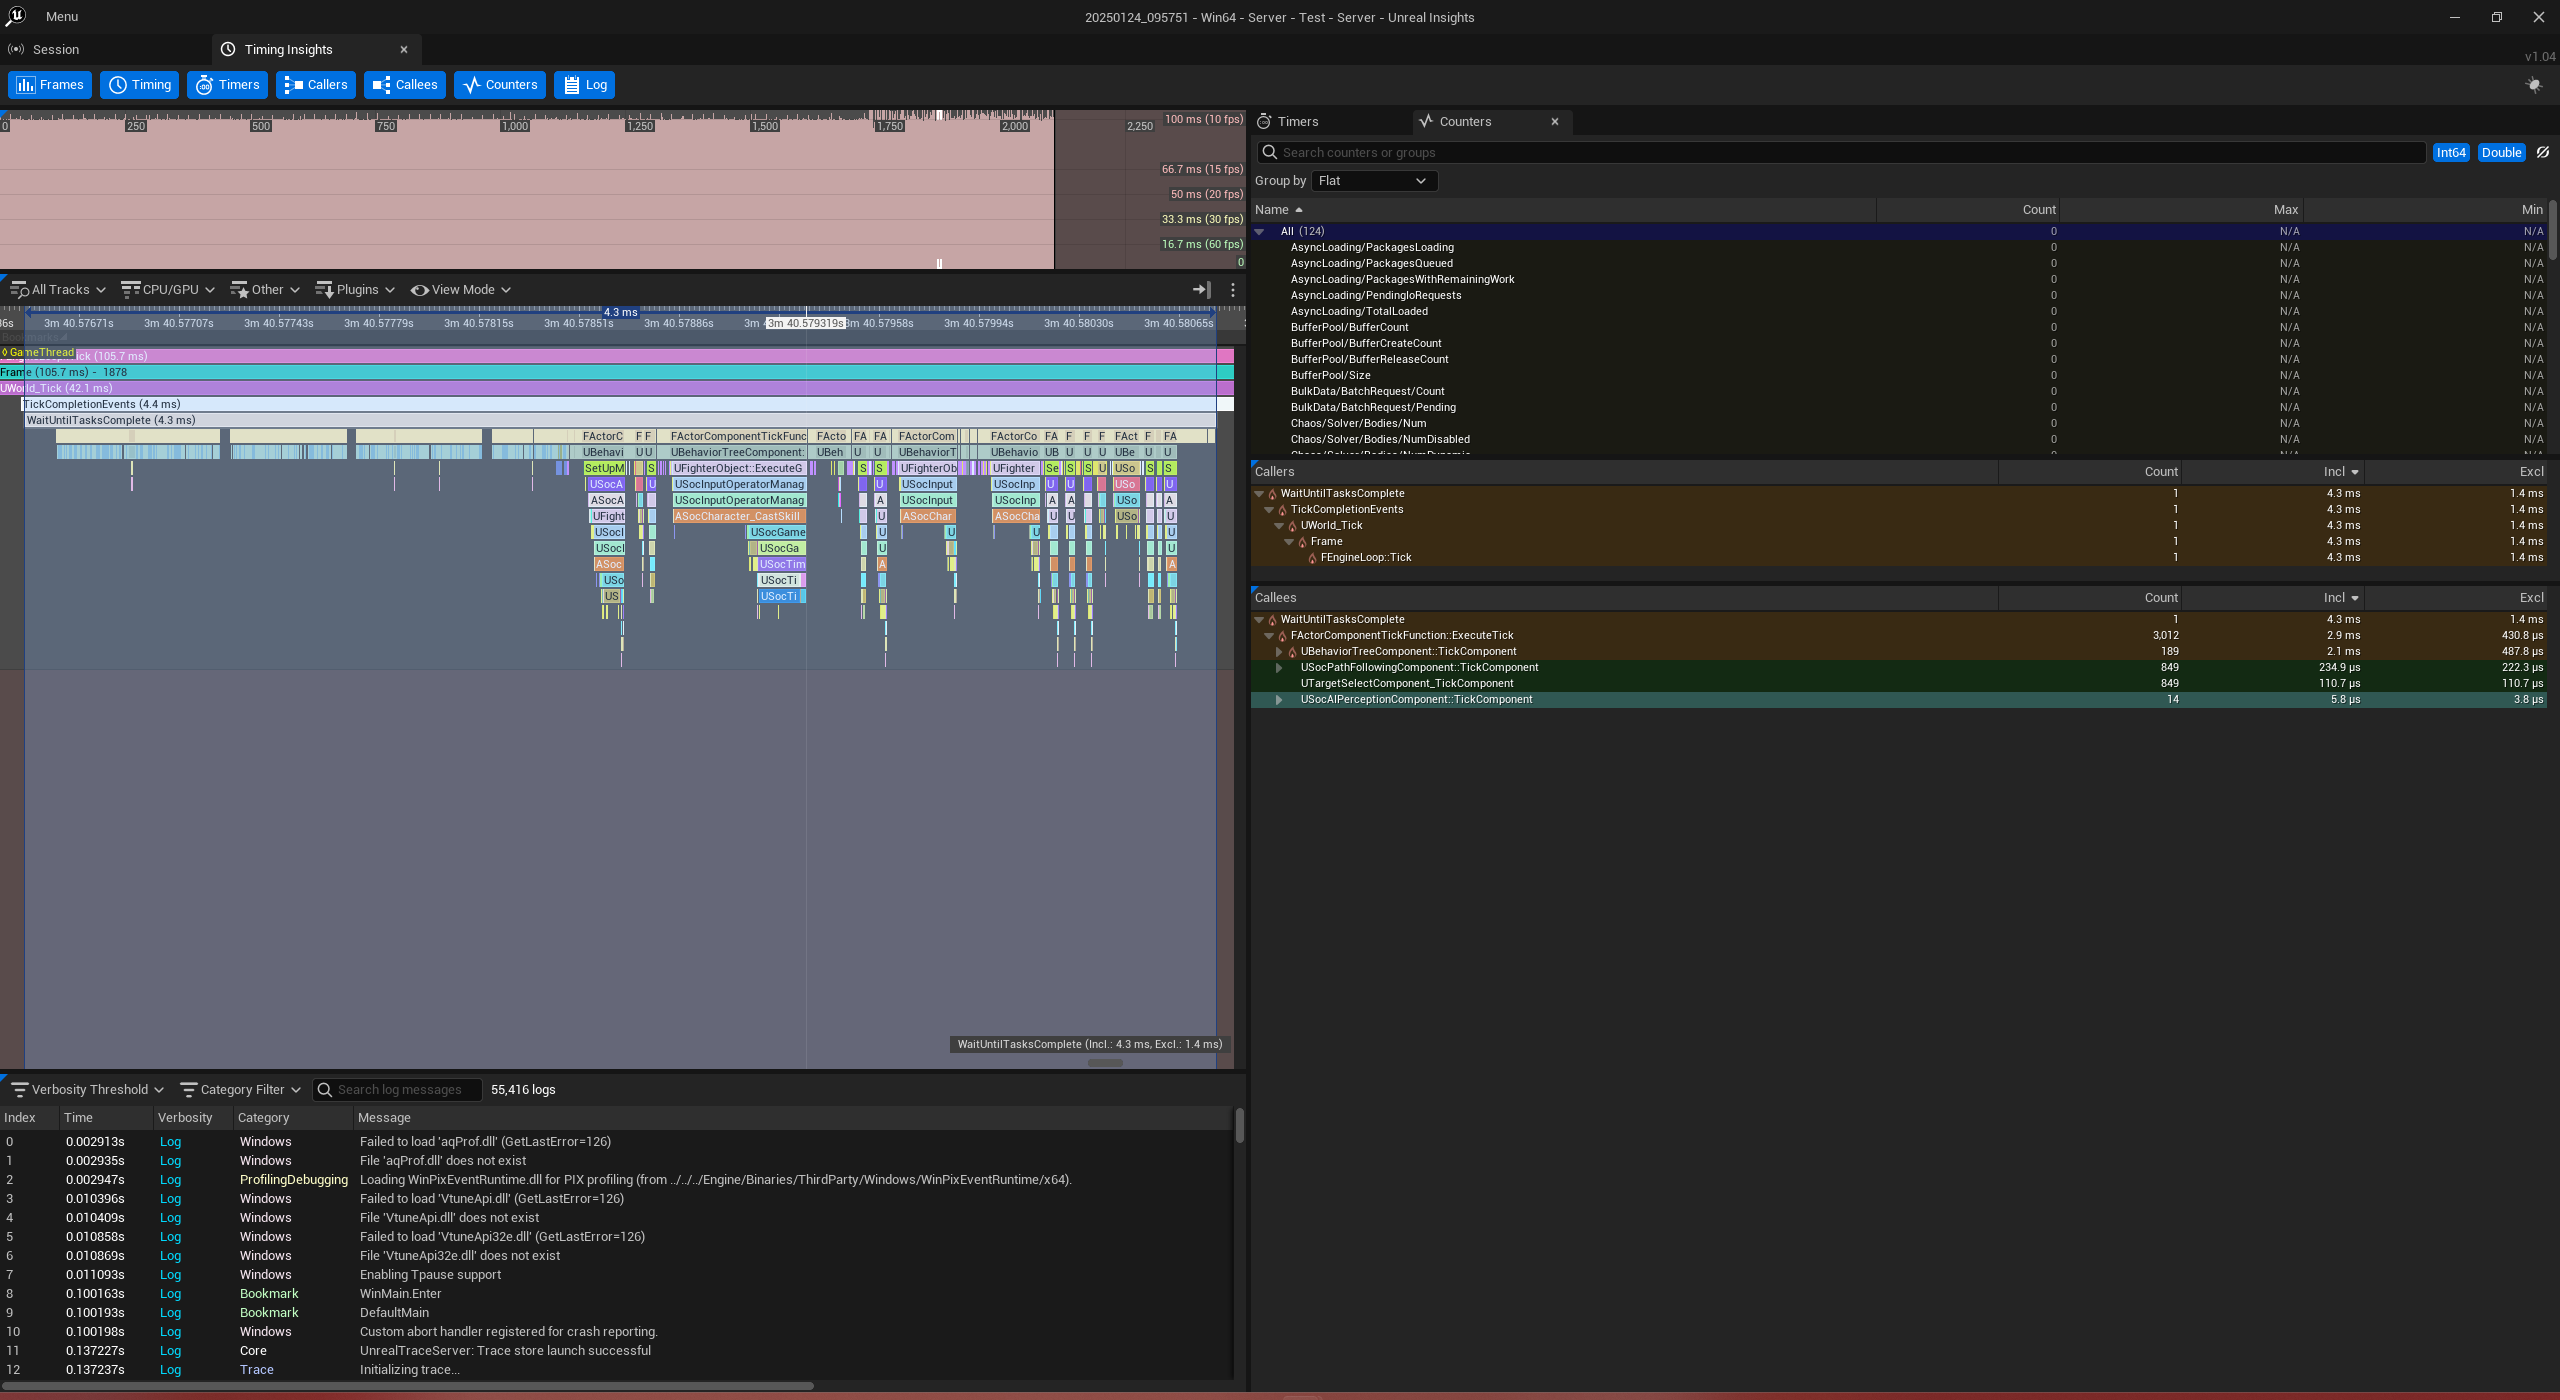 Menu
20250124_095751 - Win64 - Server - Test - Server - Unreal Insights
Session
Timing Insights
v1.04
Frames Timing Timers Callers Callees Counters Log
0 250 500 750 1,000 1,250 1,500 1,750 2,000 2,250
100 ms (10 fps)
66.7 ms (15 fps)
50 ms (20 fps)
33.3 ms (30 fps)
16.7 ms (60 fps)
0
All Tracks CPU/GPU Other Plugins View Mode
4.3 ms
3m 40.57671s 3m 40.57707s 3m 40.57743s 3m 40.57779s 3m 40.57815s 3m 40.57851s 3m 40.57886s 3m 40.579319s 3m 40.57958s 3m 40.57994s 3m 40.58030s 3m 40.58065s
Bookmarks
GameThread
ick (105.7 ms)
Frame (105.7 ms) - 1878
UWorld_Tick (42.1 ms)
TickCompletionEvents (4.4 ms)
WaitUntilTasksComplete (4.3 ms)
FActorC F F FActorComponentTickFunc FActo FA FA FActorCom FActorCo FA F F F FAct F FA
UBehavi U U UBehaviorTreeComponent: UBeh U U UBehaviorT UBehavio UB U U U UBe U U
SetUpM S UFighterObject::ExecuteG S S UFighterOb UFighter Se S S U USo S S
USocA U USocInputOperatorManag U USocInput USocInp U U USo U
ASocA USocInputOperatorManag A USocInput USocInp A A USo A
UFight ASocCharacter_CastSkill U ASocChar ASocCha U U USo U
USocI USocGame U U U U
USocI USocGa U U
ASoc USocTim A A
USo USocTi
US USocTi
WaitUntilTasksComplete (Incl.: 4.3 ms, Excl.: 1.4 ms)
Verbosity Threshold Category Filter Search log messages 55,416 logs
Index Time Verbosity Category Message
0 0.002913s Log Windows Failed to load 'aqProf.dll' (GetLastError=126)
1 0.002935s Log Windows File 'aqProf.dll' does not exist
2 0.002947s Log ProfilingDebugging Loading WinPixEventRuntime.dll for PIX profiling (from ../../../Engine/Binaries/ThirdParty/Windows/WinPixEventRuntime/x64).
3 0.010396s Log Windows Failed to load 'VtuneApi.dll' (GetLastError=126)
4 0.010409s Log Windows File 'VtuneApi.dll' does not exist
5 0.010858s Log Windows Failed to load 'VtuneApi32e.dll' (GetLastError=126)
6 0.010869s Log Windows File 'VtuneApi32e.dll' does not exist
7 0.011093s Log Windows Enabling Tpause support
8 0.100163s Log Bookmark WinMain.Enter
9 0.100193s Log Bookmark DefaultMain
10 0.100198s Log Windows Custom abort handler registered for crash reporting.
11 0.137227s Log Core UnrealTraceServer: Trace store launch successful
12 0.137237s Log Trace Initializing trace...
Timers Counters
Search counters or groups Int64 Double
Group by Flat
Name Count Max Min
All (124) 0 N/A N/A
AsyncLoading/PackagesLoading 0 N/A N/A
AsyncLoading/PackagesQueued 0 N/A N/A
AsyncLoading/PackagesWithRemainingWork 0 N/A N/A
AsyncLoading/PendingIoRequests 0 N/A N/A
AsyncLoading/TotalLoaded 0 N/A N/A
BufferPool/BufferCount 0 N/A N/A
BufferPool/BufferCreateCount 0 N/A N/A
BufferPool/BufferReleaseCount 0 N/A N/A
BufferPool/Size 0 N/A N/A
BulkData/BatchRequest/Count 0 N/A N/A
BulkData/BatchRequest/Pending 0 N/A N/A
Chaos/Solver/Bodies/Num 0 N/A N/A
Chaos/Solver/Bodies/NumDisabled 0 N/A N/A
Callers Count Incl Excl
WaitUntilTasksComplete 1 4.3 ms 1.4 ms
TickCompletionEvents 1 4.3 ms 1.4 ms
UWorld_Tick 1 4.3 ms 1.4 ms
Frame 1 4.3 ms 1.4 ms
FEngineLoop::Tick 1 4.3 ms 1.4 ms
Callees Count Incl Excl
WaitUntilTasksComplete 1 4.3 ms 1.4 ms
FActorComponentTickFunction::ExecuteTick 3,012 2.9 ms 430.8 µs
UBehaviorTreeComponent::TickComponent 189 2.1 ms 487.8 µs
USocPathFollowingComponent::TickComponent 849 234.9 µs 222.3 µs
UTargetSelectComponent_TickComponent 849 110.7 µs 110.7 µs
USocAIPerceptionComponent::TickComponent 14 5.8 µs 3.8 µs